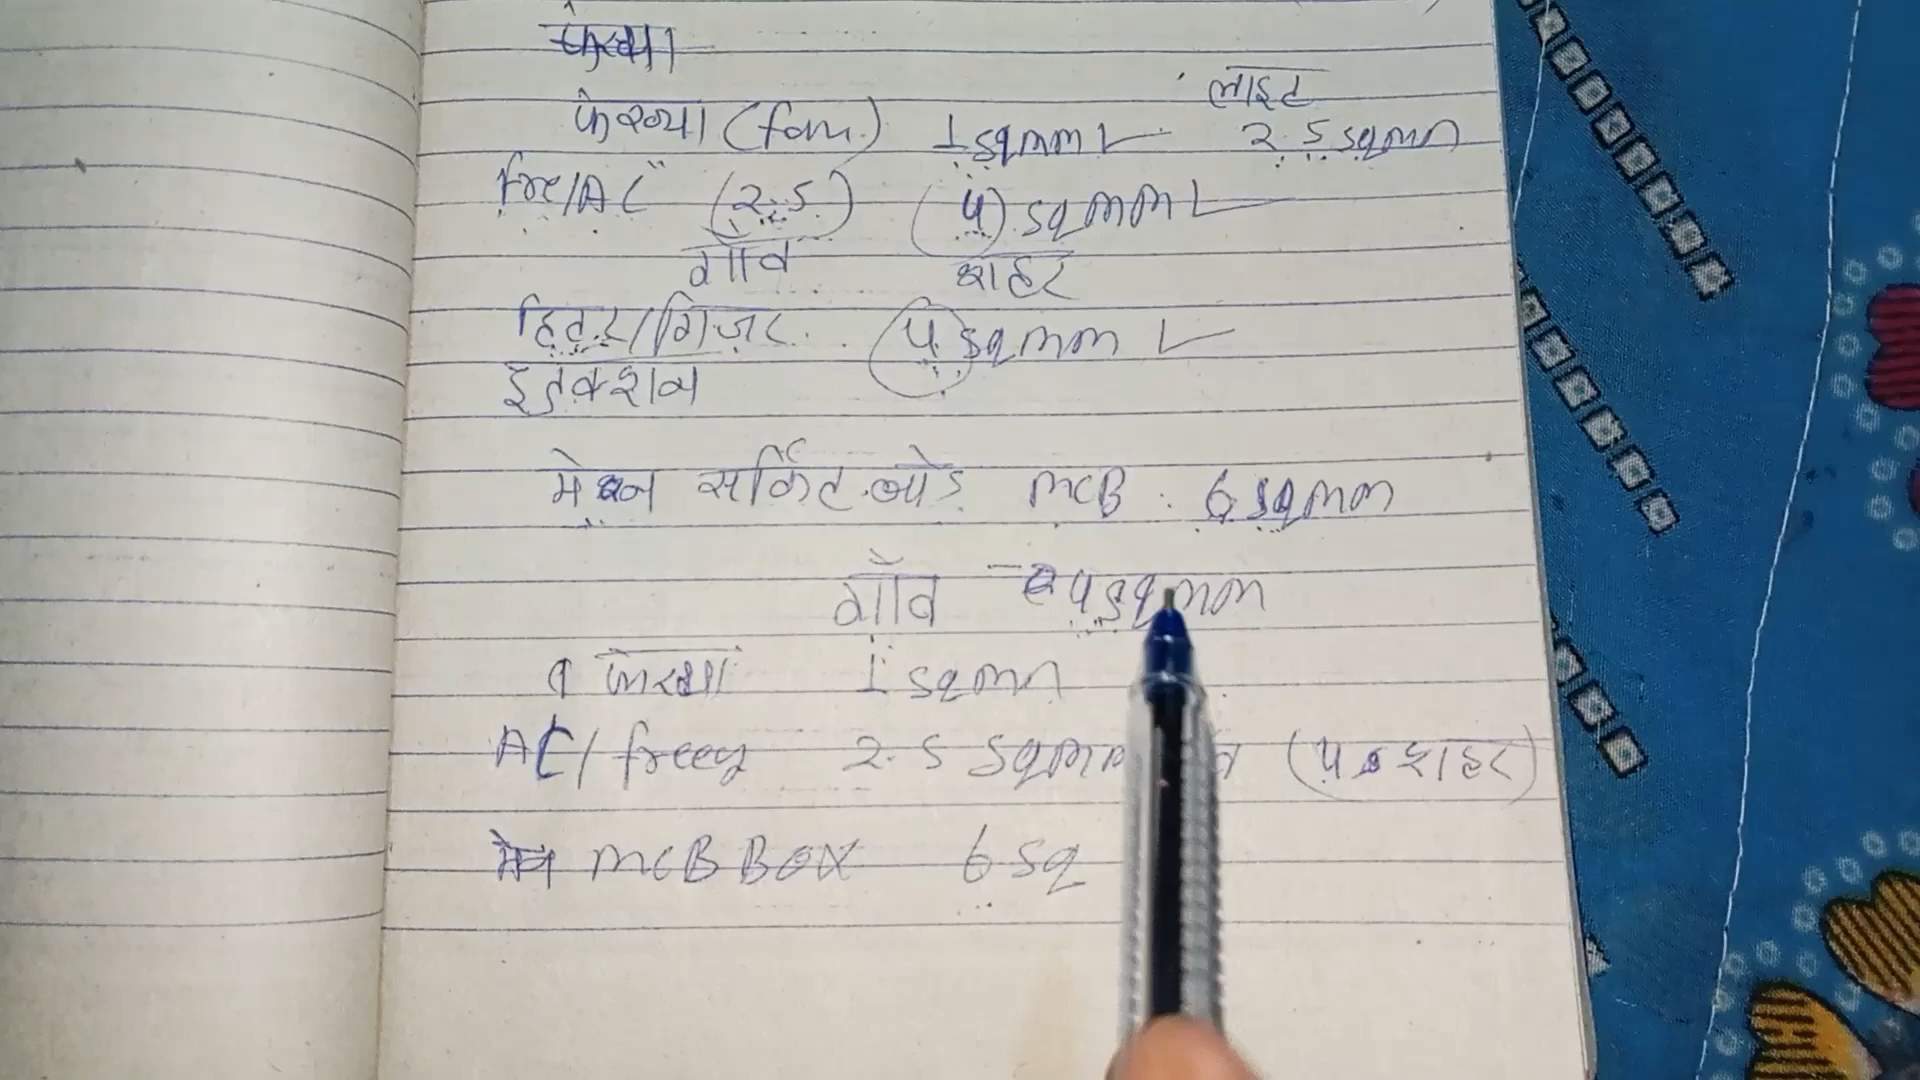 लाइट
(fan) 1 sqmm 2.5 sqmm
fre/AC (2.5) (4) sqmm
गाँव शहर
हिटर/गिजर 4 sqmm
इंडक्शन
मेन सर्किट बोर्ड MCB 6 sqmm
गाँव 4 sqmm
1 sqmm
AC/freez 2.5 sqmm (4 शहर)
मेन MCB BOX 6 sq